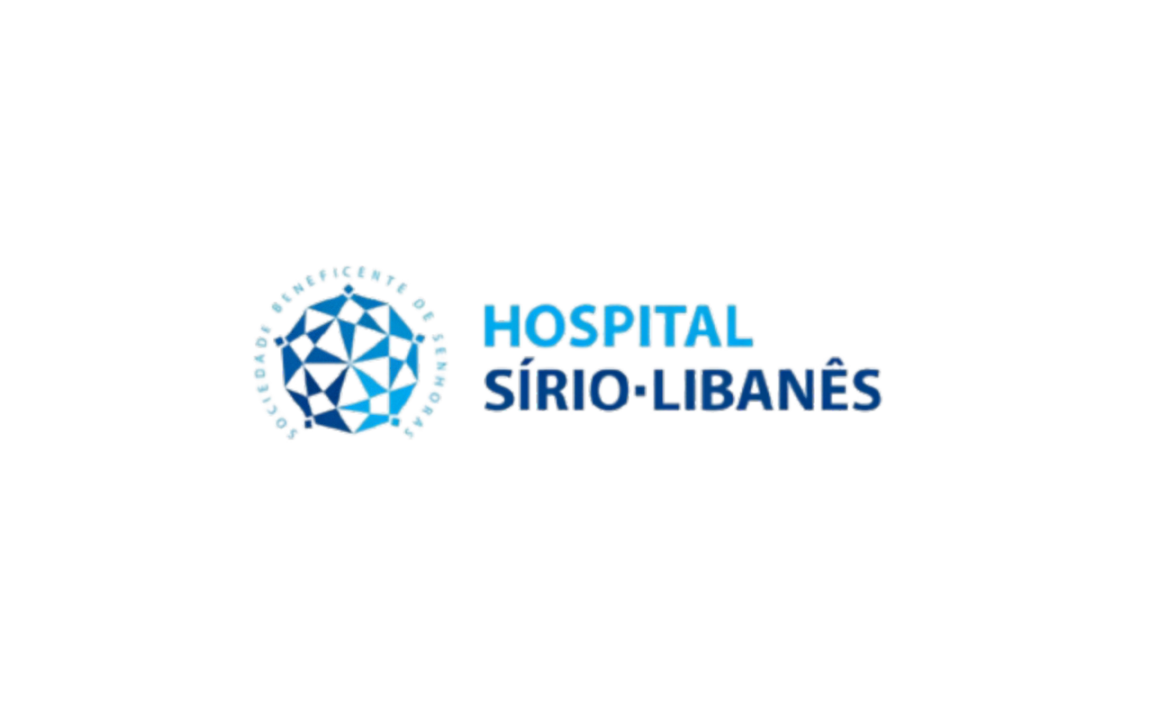 SOCIEDADE BENEFICENTE DE SENHORAS
HOSPITAL
SÍRIO·LIBANÊS